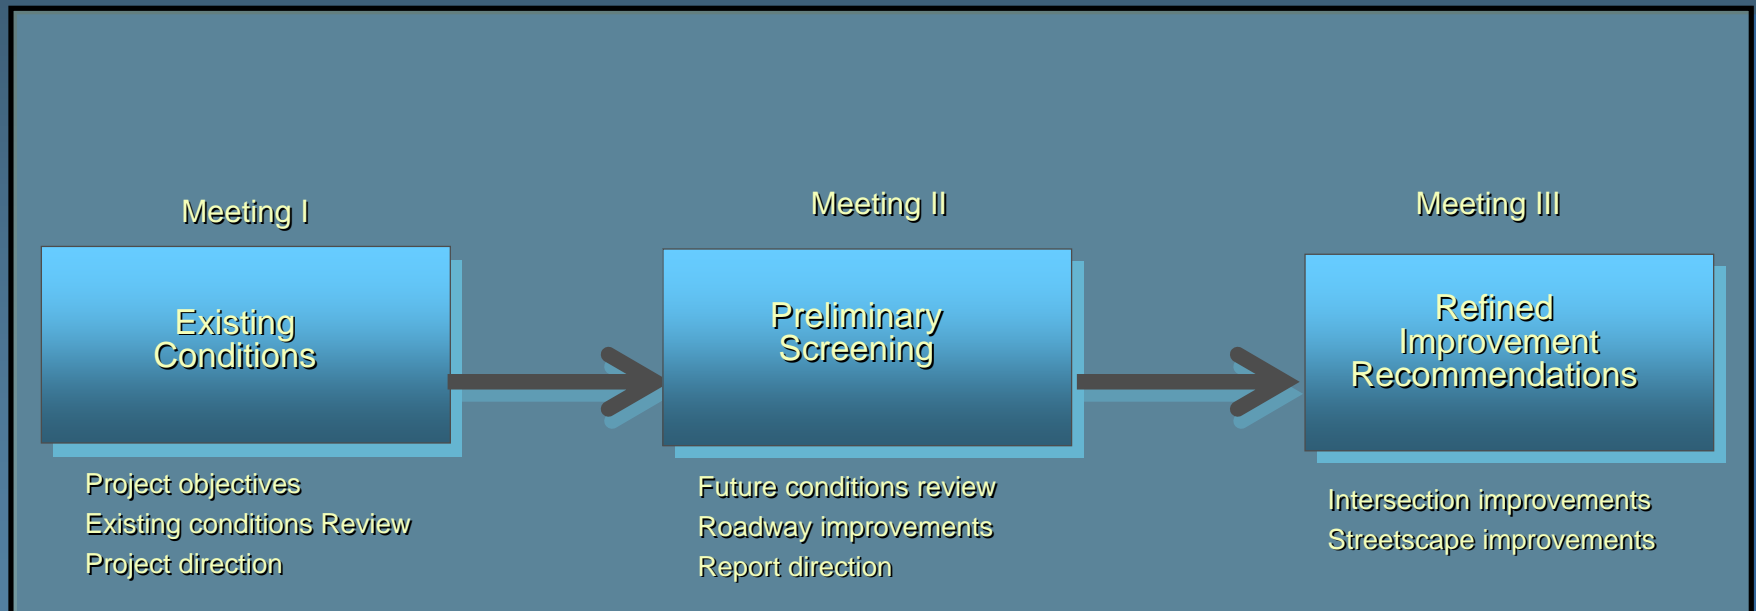 Meeting I
Existing
Conditions
Project objectives
Existing conditions Review
Project direction
Meeting II
Preliminary
Screening
Future conditions review
Roadway improvements
Report direction
Meeting III
Refined
Improvement
Recommendations
Intersection improvements
Streetscape improvements